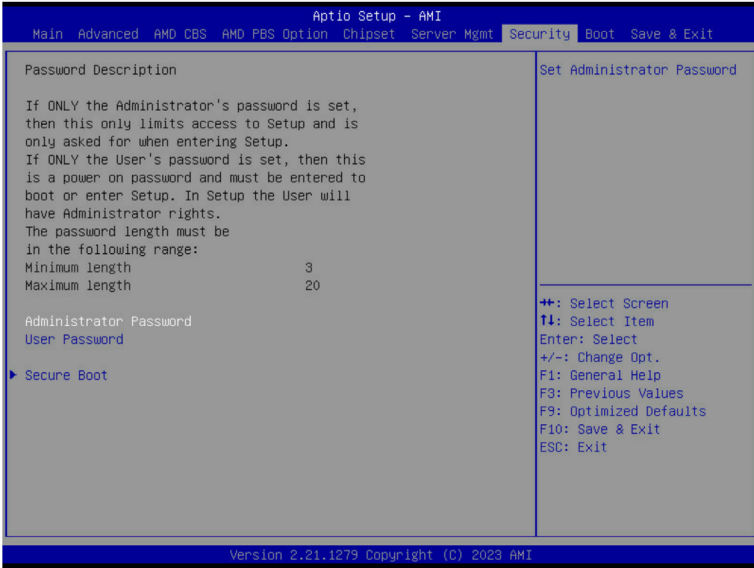 Aptio Setup - AMI
Main Advanced AMD CBS AMD PBS Option Chipset Server Mgmt Security Boot Save & Exit
Password Description
If ONLY the Administrator's password is set,
then this only limits access to Setup and is
only asked for when entering Setup.
If ONLY the User's password is set, then this
is a power on password and must be entered to
boot or enter Setup. In Setup the User will
have Administrator rights.
The password length must be
in the following range:
Minimum length 3
Maximum length 20
Administrator Password
User Password
Secure Boot
Set Administrator Password
→←: Select Screen
↑↓: Select Item
Enter: Select
+/-: Change Opt.
F1: General Help
F3: Previous Values
F9: Optimized Defaults
F10: Save & Exit
ESC: Exit
Version 2.21.1279 Copyright (C) 2023 AMI